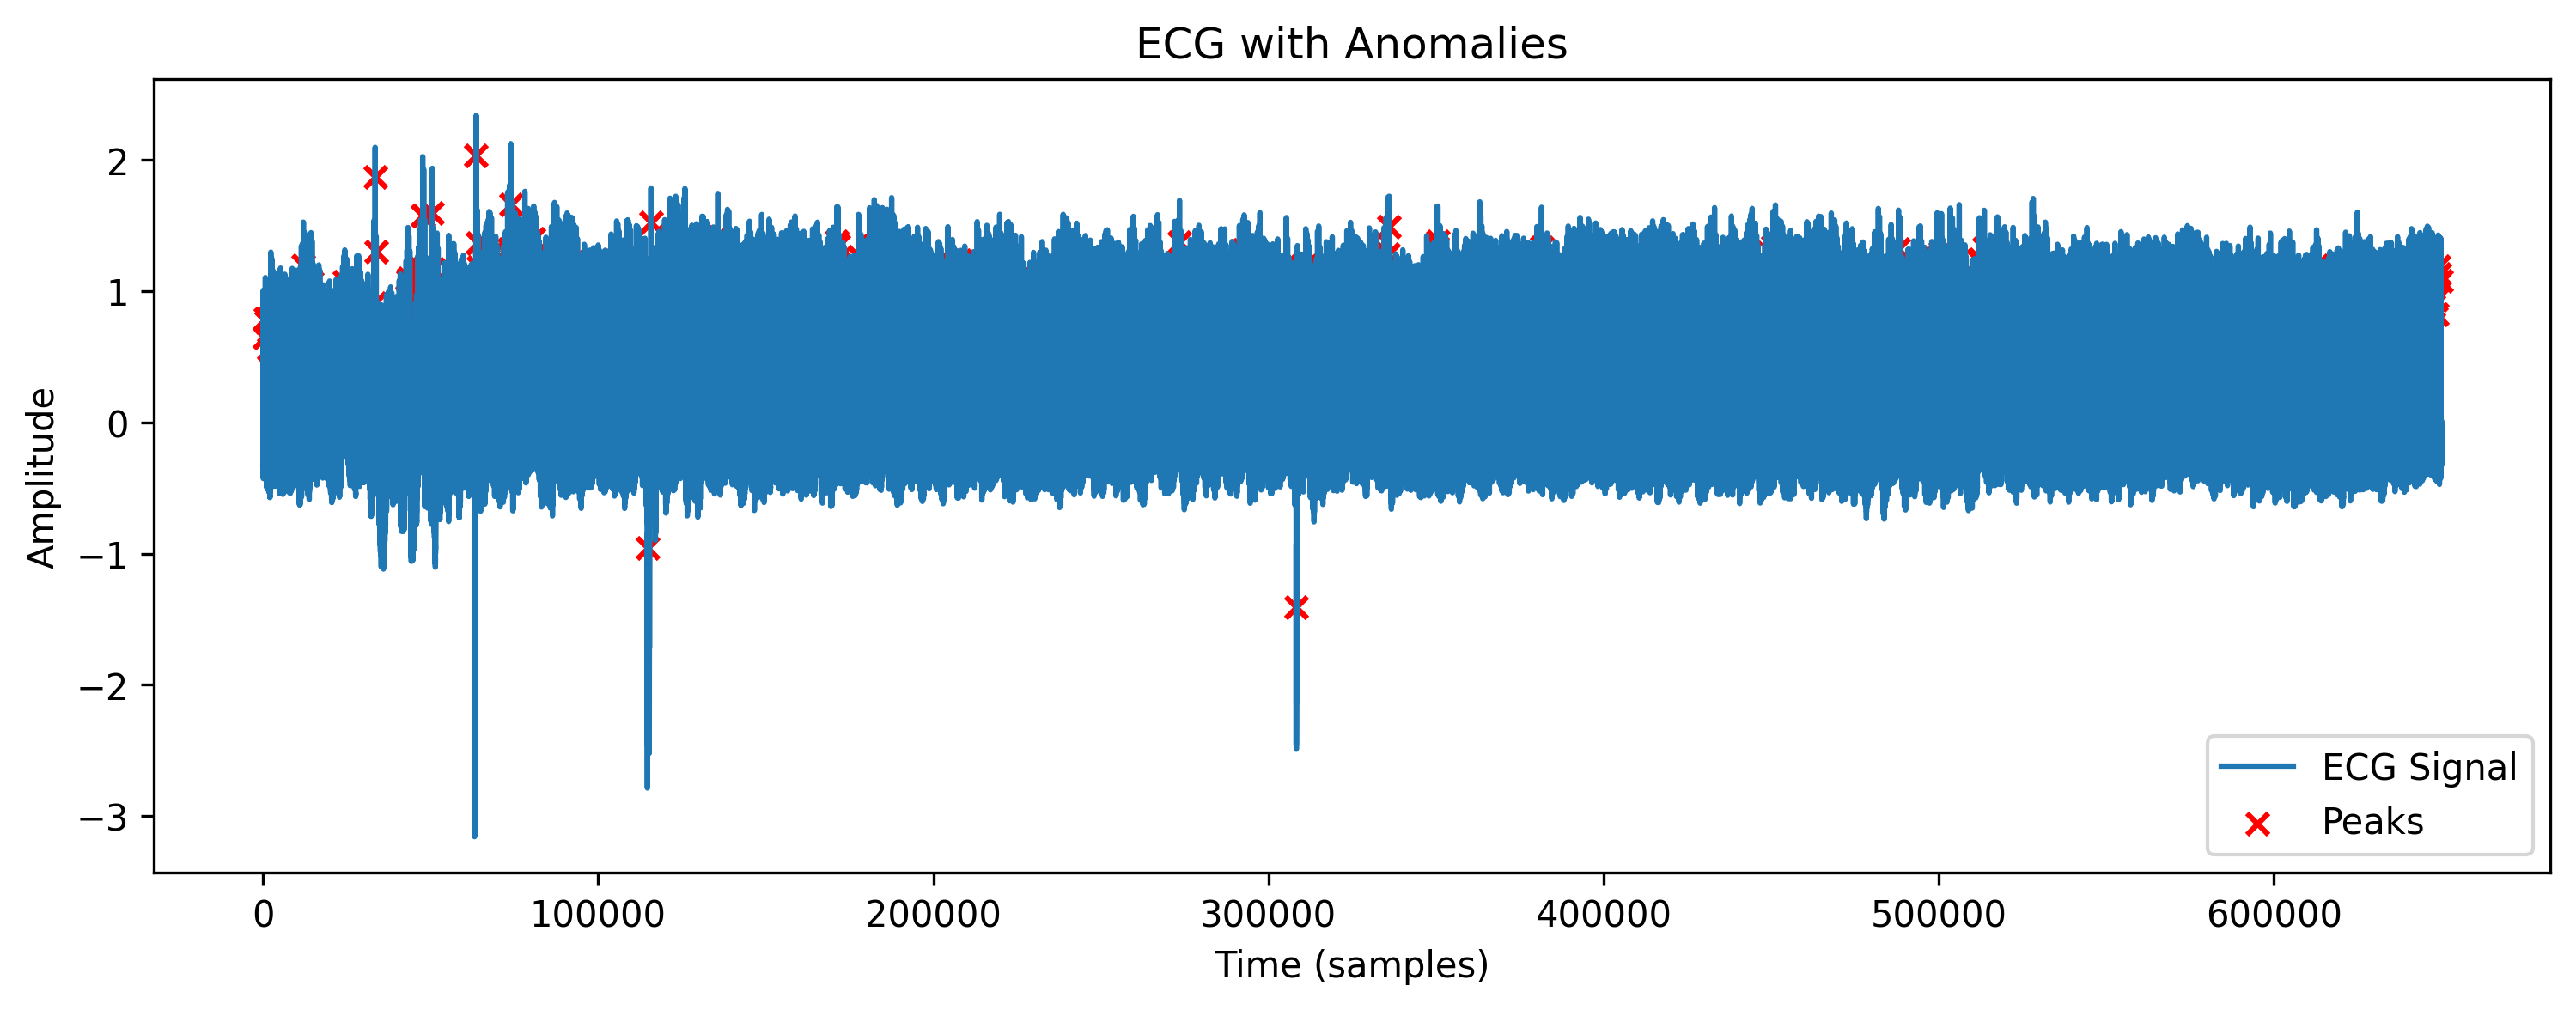 ECG with Anomalies
Amplitude
2
1
0
−1
−2
−3
0 100000 200000 300000 400000 500000 600000
Time (samples)
ECG Signal
Peaks